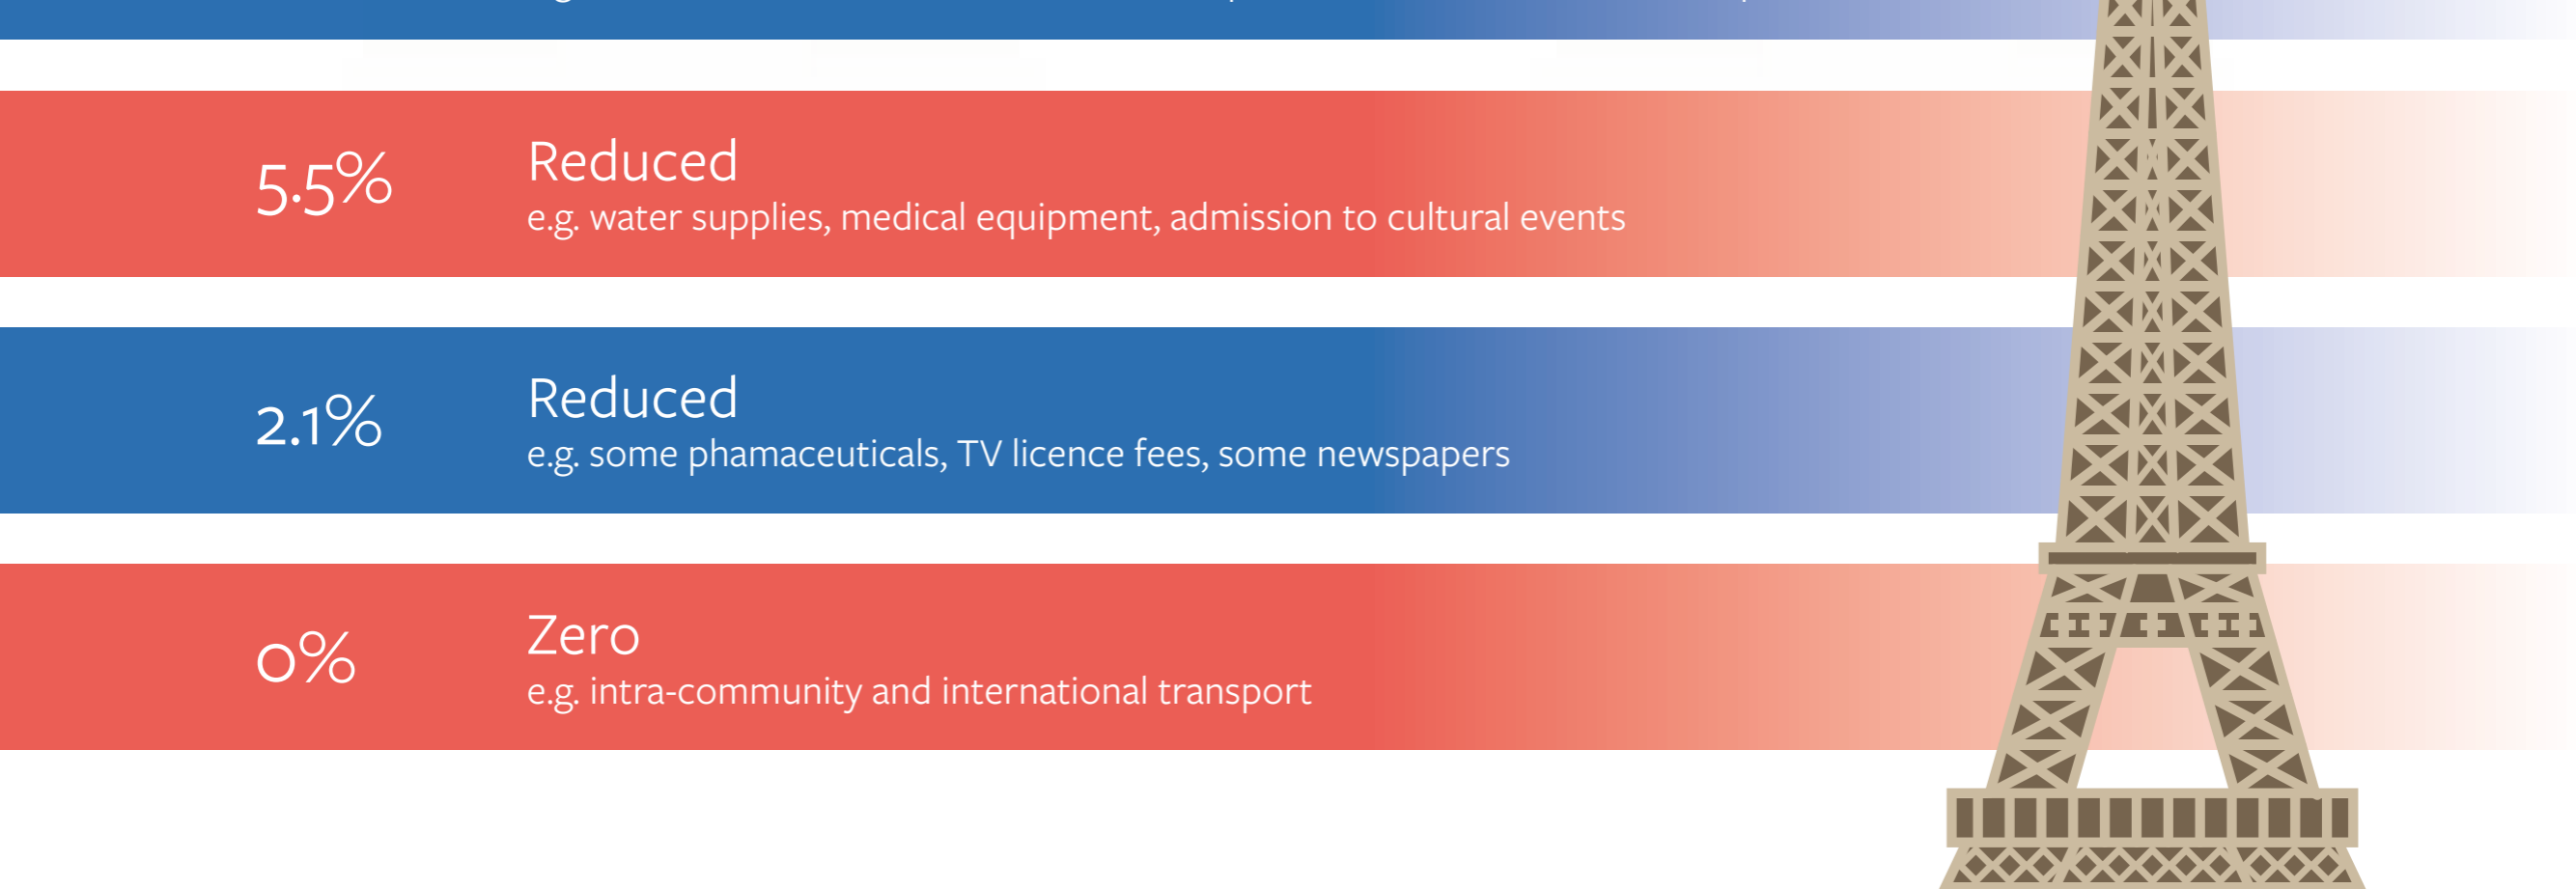 5.5%
Reduced
e.g. water supplies, medical equipment, admission to cultural events
2.1%
Reduced
e.g. some phamaceuticals, TV licence fees, some newspapers
0%
Zero
e.g. intra-community and international transport